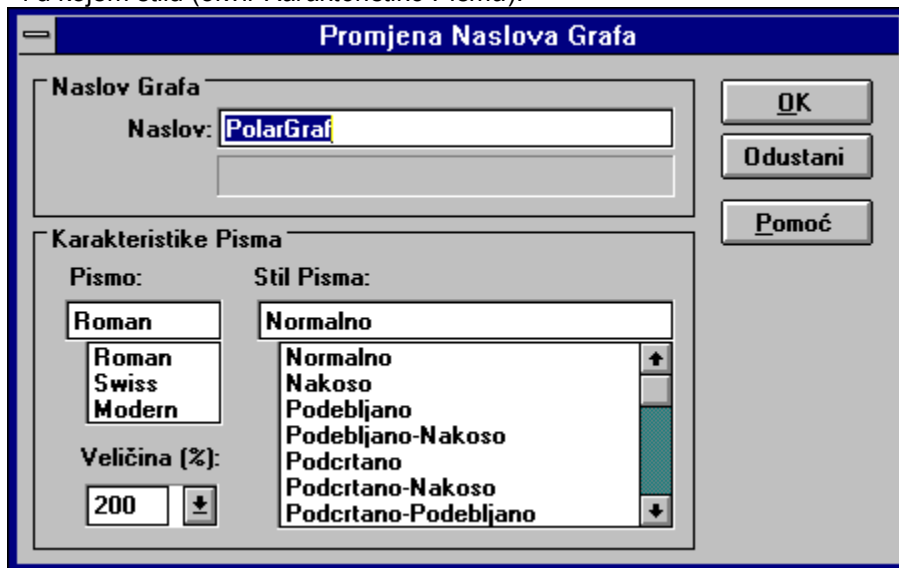 Promjena Naslova Grafa
Naslov Grafa
Naslov: PolarGraf
OK
Odustani
Pomoć
Karakteristike Pisma
Pismo:
Roman
Roman
Swiss
Modern
Veličina (%):
200
Stil Pisma:
Normalno
Normalno
Nakoso
Podebljano
Podebljano-Nakoso
Podcrtano
Podcrtano-Nakoso
Podcrtano-Podebljano